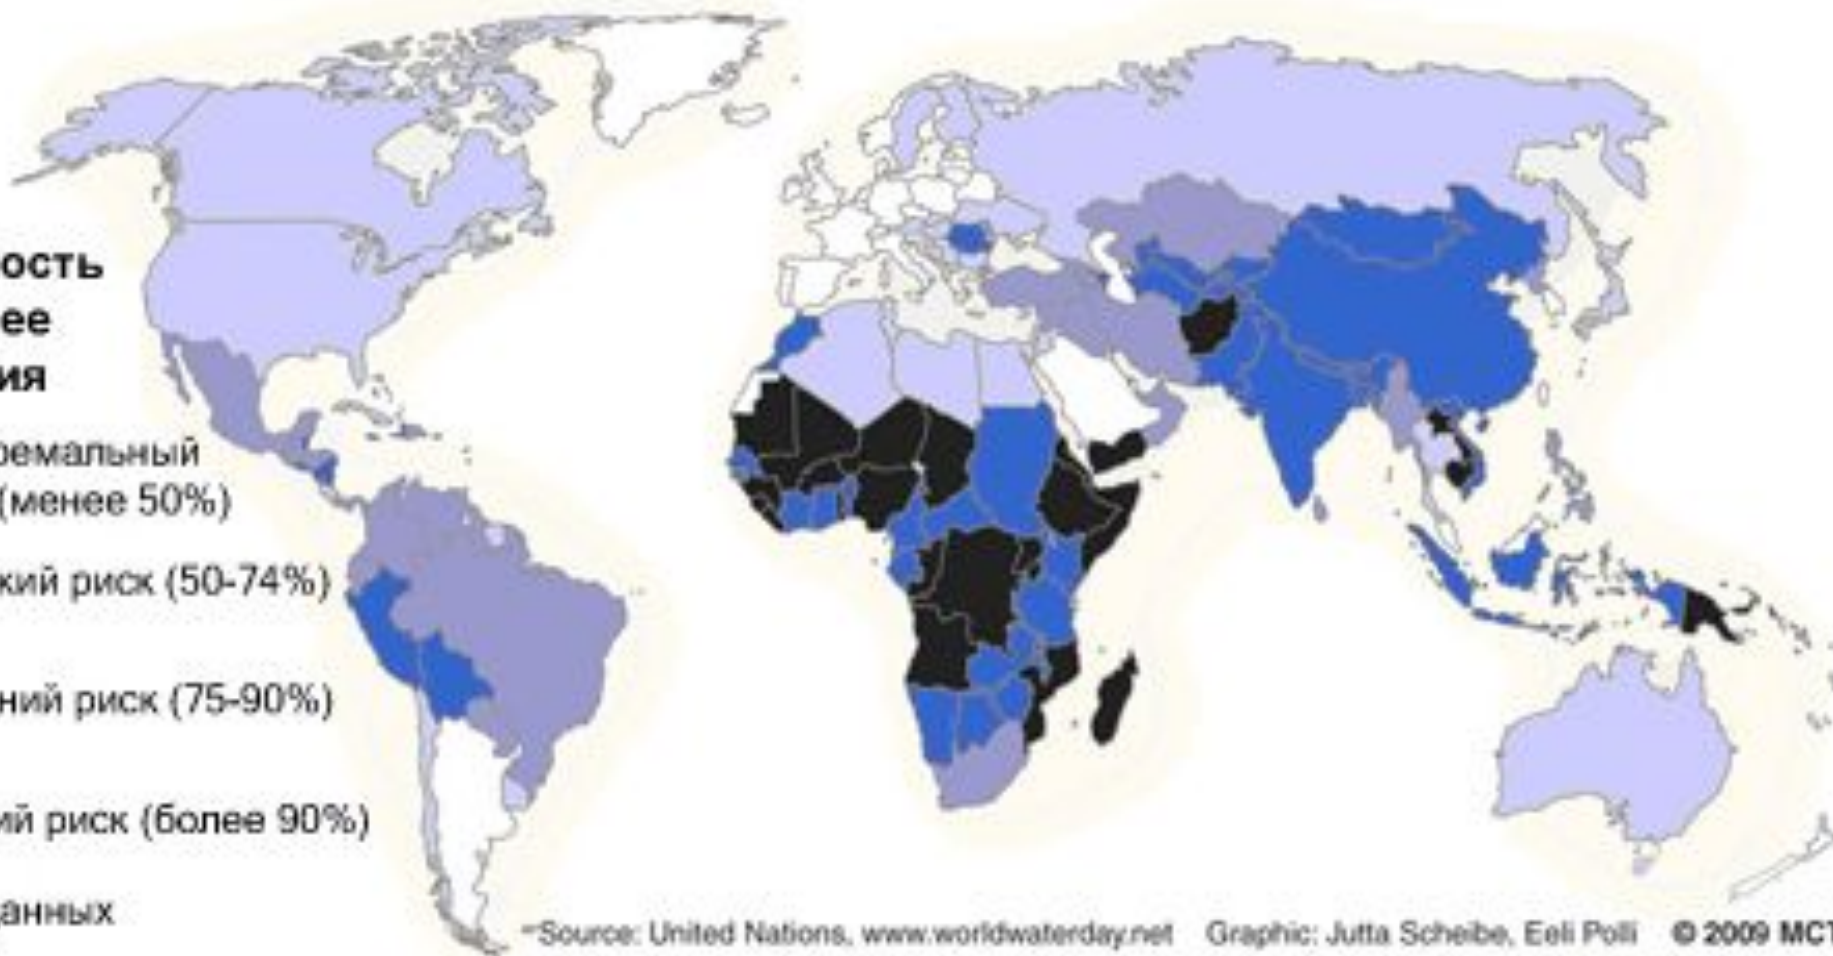 ость
ее
ия
ремальный
(менее 50%)
кий риск (50-74%)
ний риск (75-90%)
ий риск (более 90%)
анных
Source: United Nations, www.worldwaterday.net Graphic: Jutta Scheibe, Eeli Polli © 2009 MCT